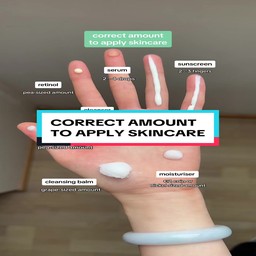 correct amount
to apply skincare
sunscreen
2 - 3 fingers
serum
retinol
pea-sized amount
cleanser
CORRECT AMOUNT
TO APPLY SKINCARE
moisturiser
cleansing balm
grape-sized amount